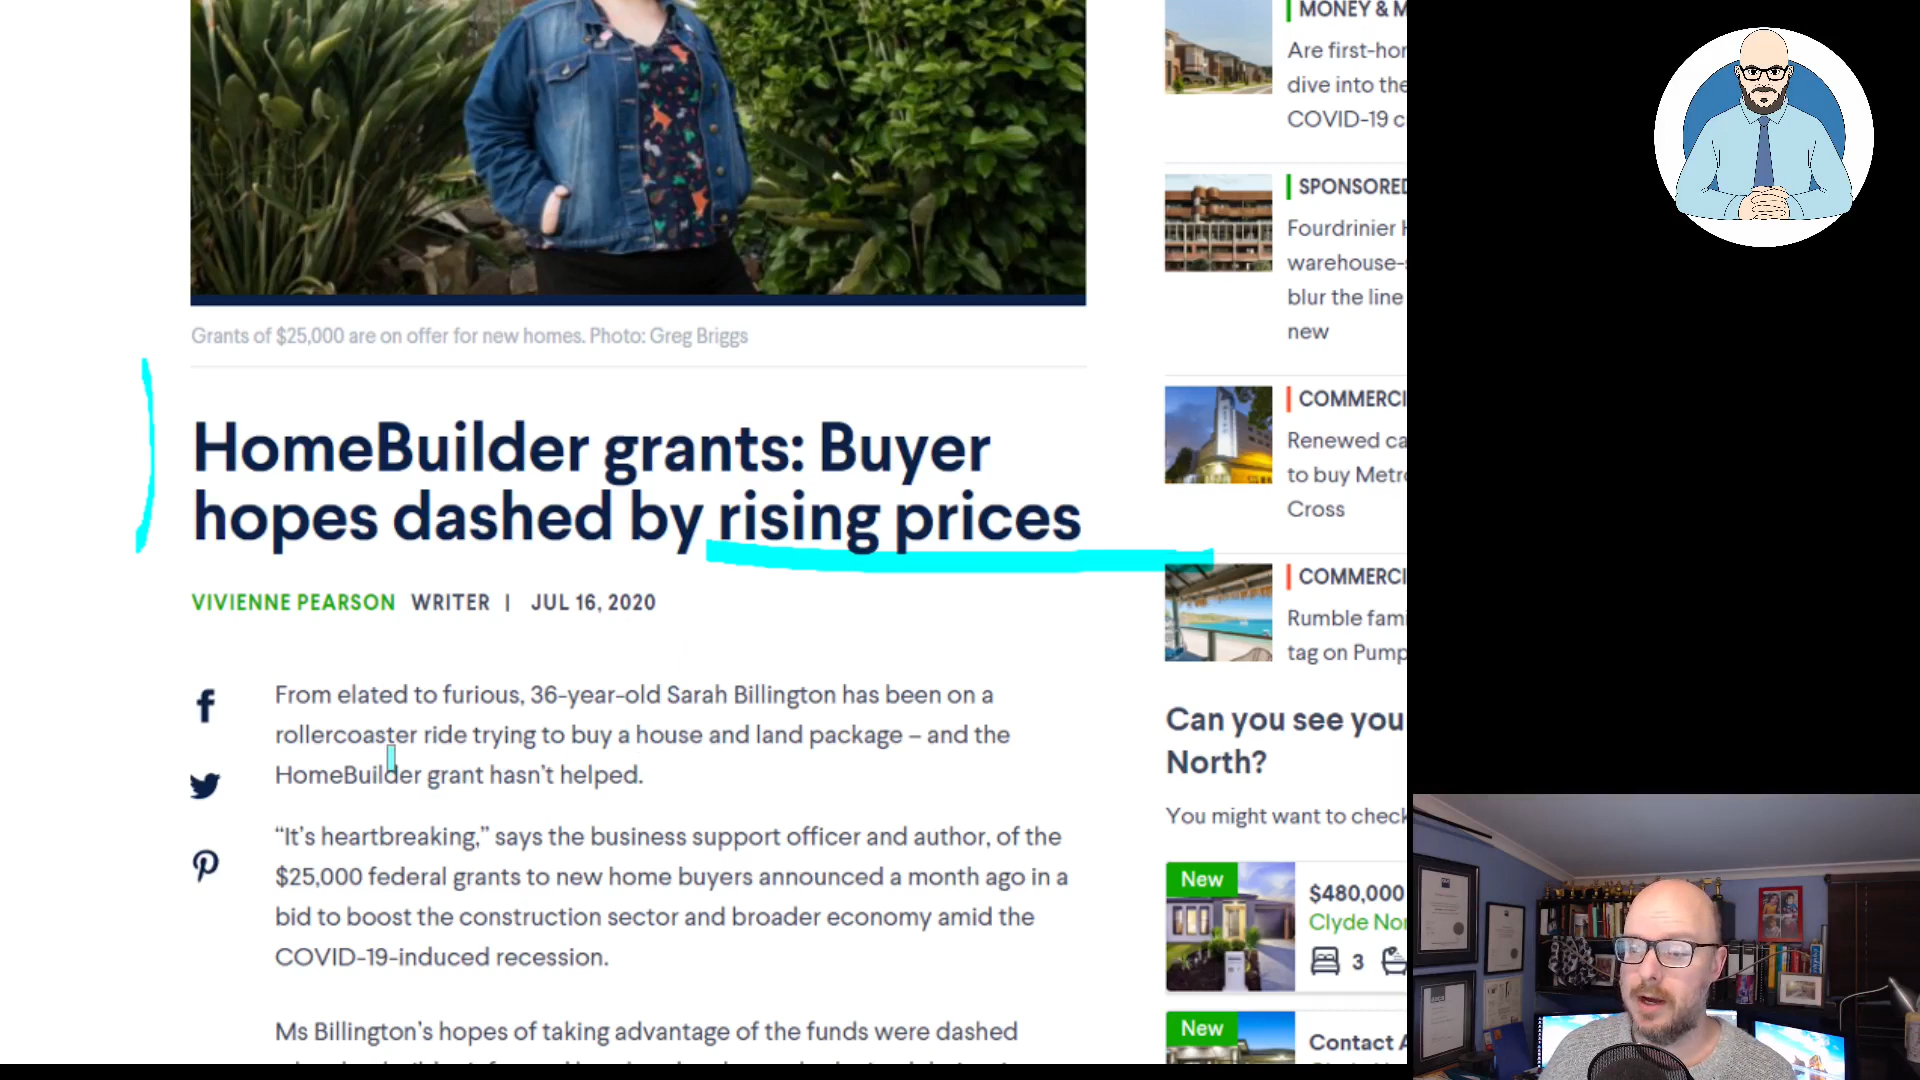 Grants of $25,000 are on offer for new homes. Photo: Greg Briggs
HomeBuilder grants: Buyer
hopes dashed by rising prices
VIVIENNE PEARSON WRITER | JUL 16, 2020
From elated to furious, 36-year-old Sarah Billington has been on a
rollercoaster ride trying to buy a house and land package – and the
HomeBuilder grant hasn't helped.
“It's heartbreaking,” says the business support officer and author, of the
$25,000 federal grants to new home buyers announced a month ago in a
bid to boost the construction sector and broader economy amid the
COVID-19-induced recession.
Ms Billington's hopes of taking advantage of the funds were dashed
MONEY & M
Are first-hor
dive into the
COVID-19 c
SPONSORED
Fourdrinier
warehouse-
blur the line
new
COMMERCI
Renewed ca
to buy Metr
Cross
COMMERCI
Rumble fami
tag on Pump
Can you see you
North?
You might want to check
New
$480,000
Clyde Nor
3
New
Contact A